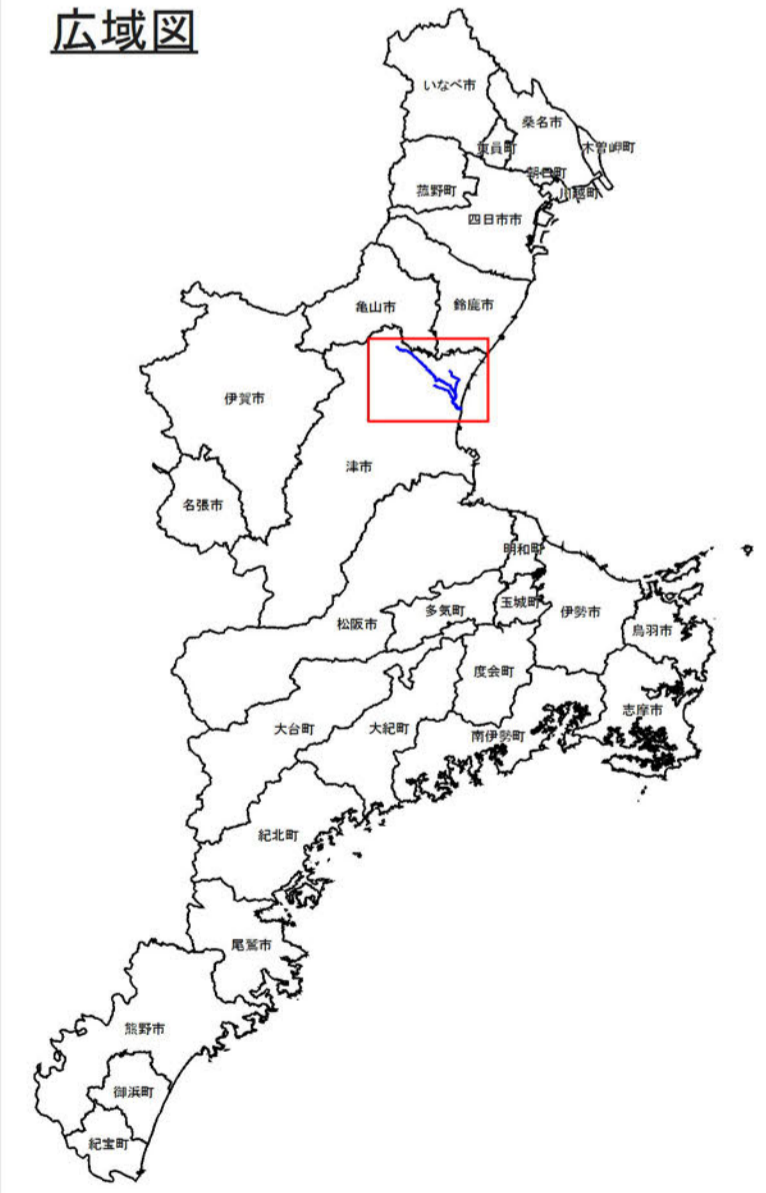 広域図
いなべ市
桑名市
東員町
木曽岬町
朝日町
菰野町
川越町
四日市市
亀山市
鈴鹿市
伊賀市
津市
名張市
明和町
玉城町
多気町
伊勢市
松阪市
鳥羽市
度会町
志摩市
大台町
大紀町
南伊勢町
紀北町
尾鷲市
熊野市
御浜町
紀宝町